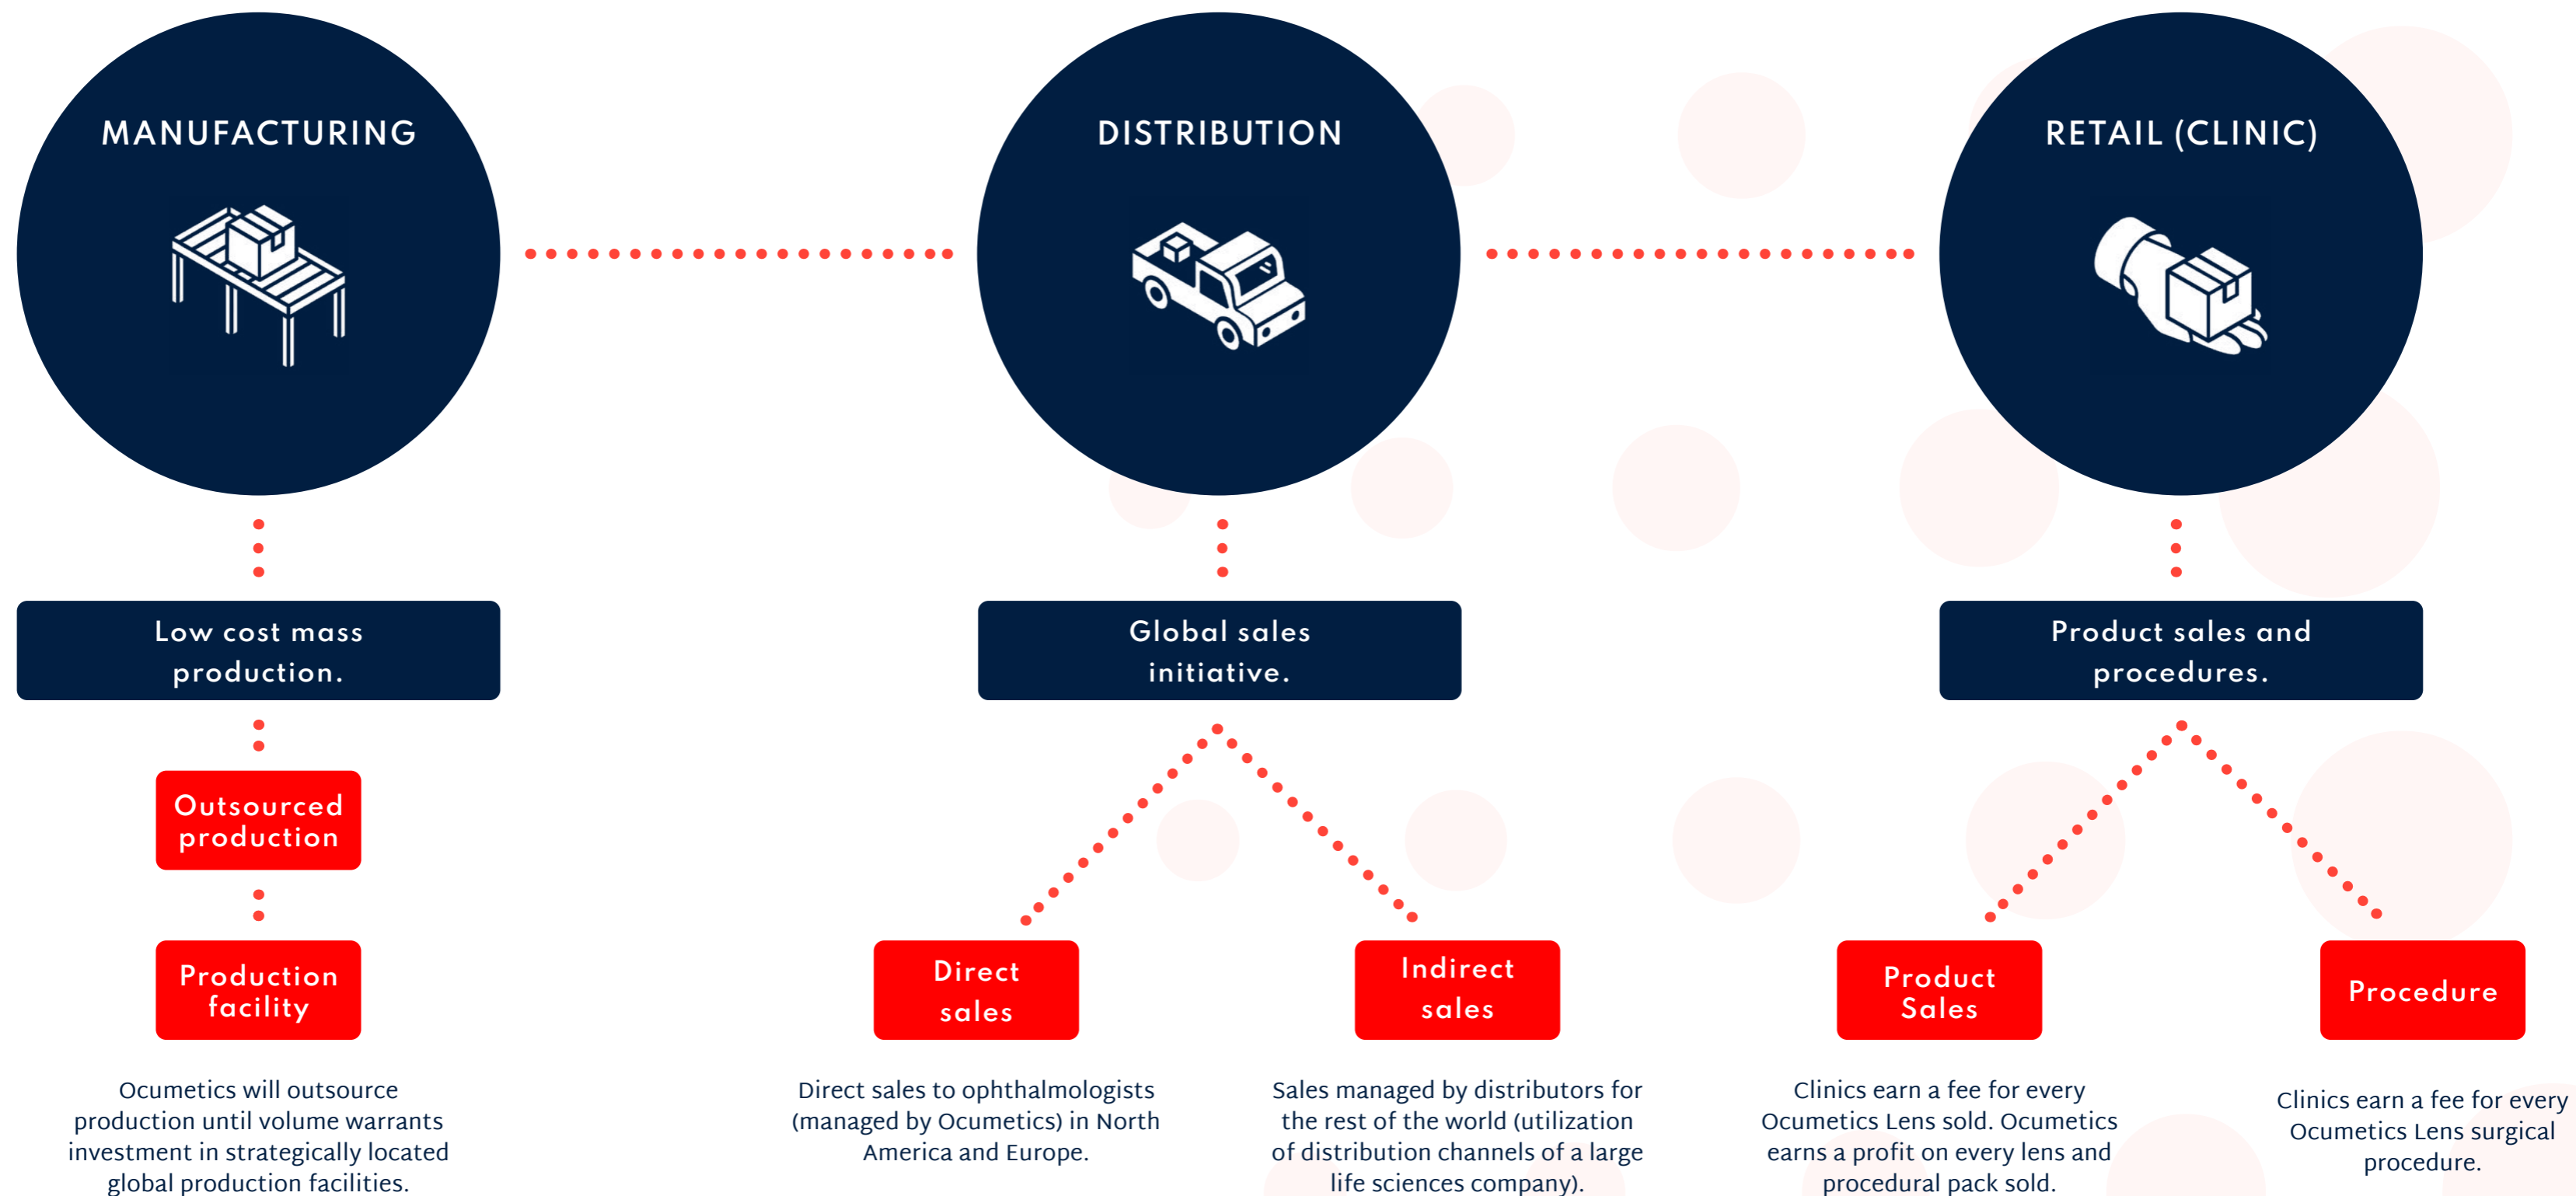 MANUFACTURING
DISTRIBUTION
RETAIL (CLINIC)
Low cost mass
production.
Global sales
initiative.
Product sales and
procedures.
Outsourced
production
Production
facility
Direct
sales
Indirect
sales
Product
Sales
Procedure
Ocumetics will outsource
production until volume warrants
investment in strategically located
global production facilities.
Direct sales to ophthalmologists
(managed by Ocumetics) in North
America and Europe.
Sales managed by distributors for
the rest of the world (utilization
of distribution channels of a large
life sciences company).
Clinics earn a fee for every
Ocumetics Lens sold. Ocumetics
earns a profit on every lens and
procedural pack sold.
Clinics earn a fee for every
Ocumetics Lens surgical
procedure.